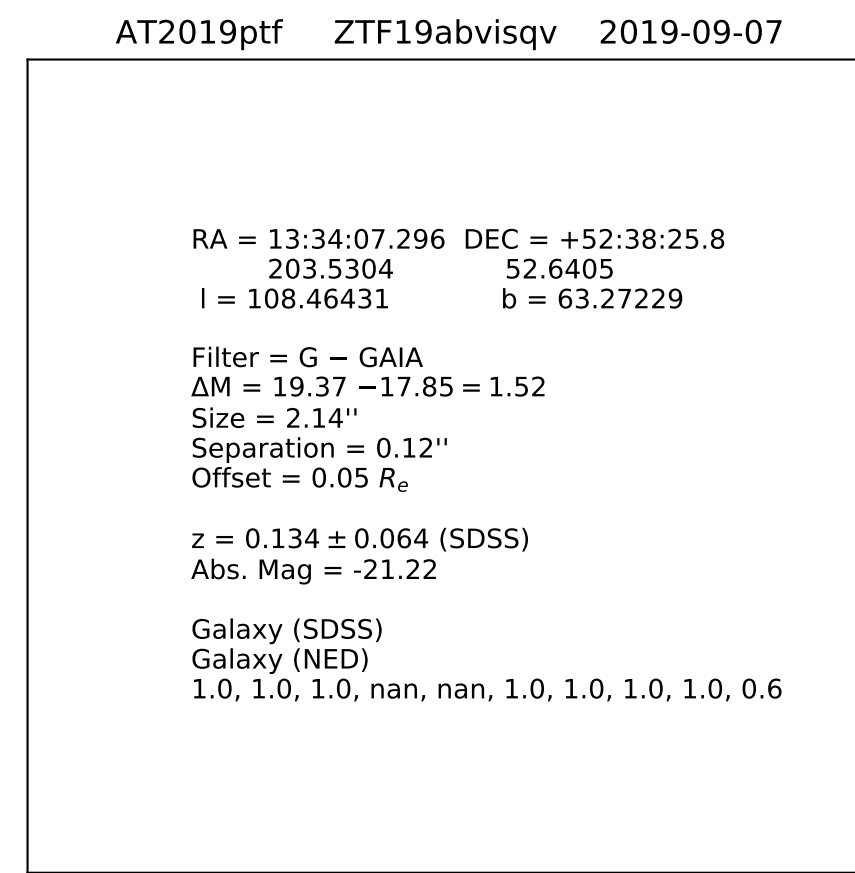 AT2019ptf ZTF19abvisqv 2019-09-07
RA = 13:34:07.296 DEC = +52:38:25.8
203.5304 52.6405
l = 108.46431 b = 63.27229
Filter = G − GAIA
ΔM = 19.37 −17.85 = 1.52
Size = 2.14''
Separation = 0.12''
Offset = 0.05 Rₑ
z = 0.134 ± 0.064 (SDSS)
Abs. Mag = -21.22
Galaxy (SDSS)
Galaxy (NED)
1.0, 1.0, 1.0, nan, nan, 1.0, 1.0, 1.0, 1.0, 0.6